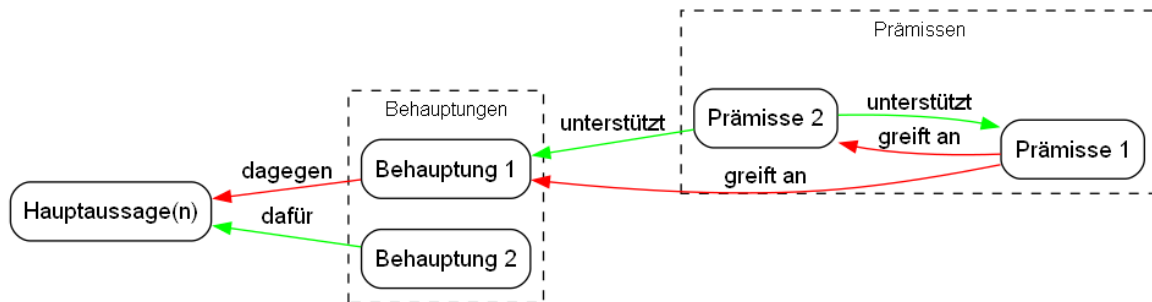 Prämissen
Behauptungen
unterstützt
Prämisse 2
unterstützt
greift an
Prämisse 1
dagegen
Behauptung 1
greift an
Hauptaussage(n)
dafür
Behauptung 2